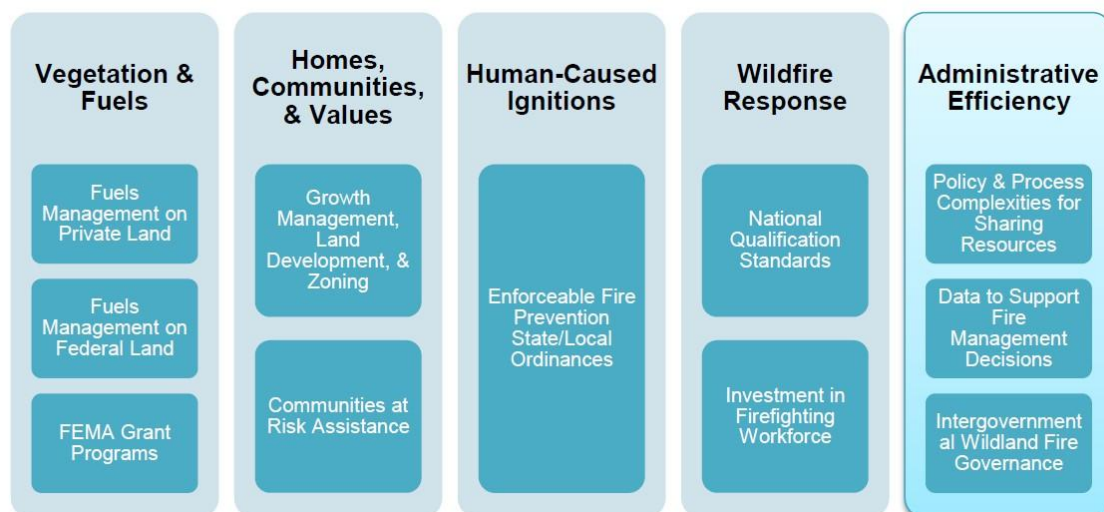 Vegetation &
Fuels
Fuels
Management on
Private Land
Fuels
Management on
Federal Land
FEMA Grant
Programs
Homes,
Communities,
& Values
Growth
Management,
Land
Development, &
Zoning
Communities at
Risk Assistance
Human-Caused
Ignitions
Enforceable Fire
Prevention
State/Local
Ordinances
Wildfire
Response
National
Qualification
Standards
Investment in
Firefighting
Workforce
Administrative
Efficiency
Policy & Process
Complexities for
Sharing
Resources
Data to Support
Fire
Management
Decisions
Intergovernment
al Wildland Fire
Governance